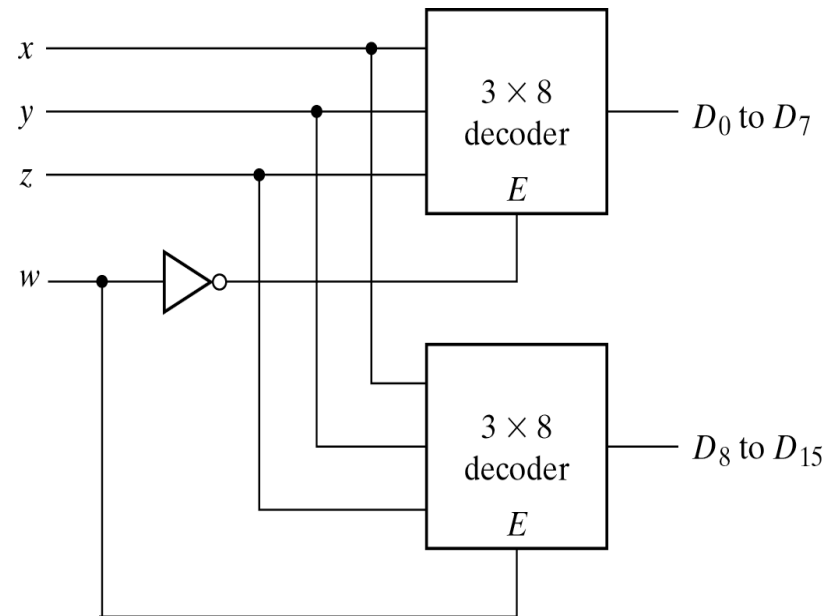 x
y
z
w
3 × 8
decoder
E
D₀ to D₇
3 × 8
decoder
E
D₈ to D₁₅